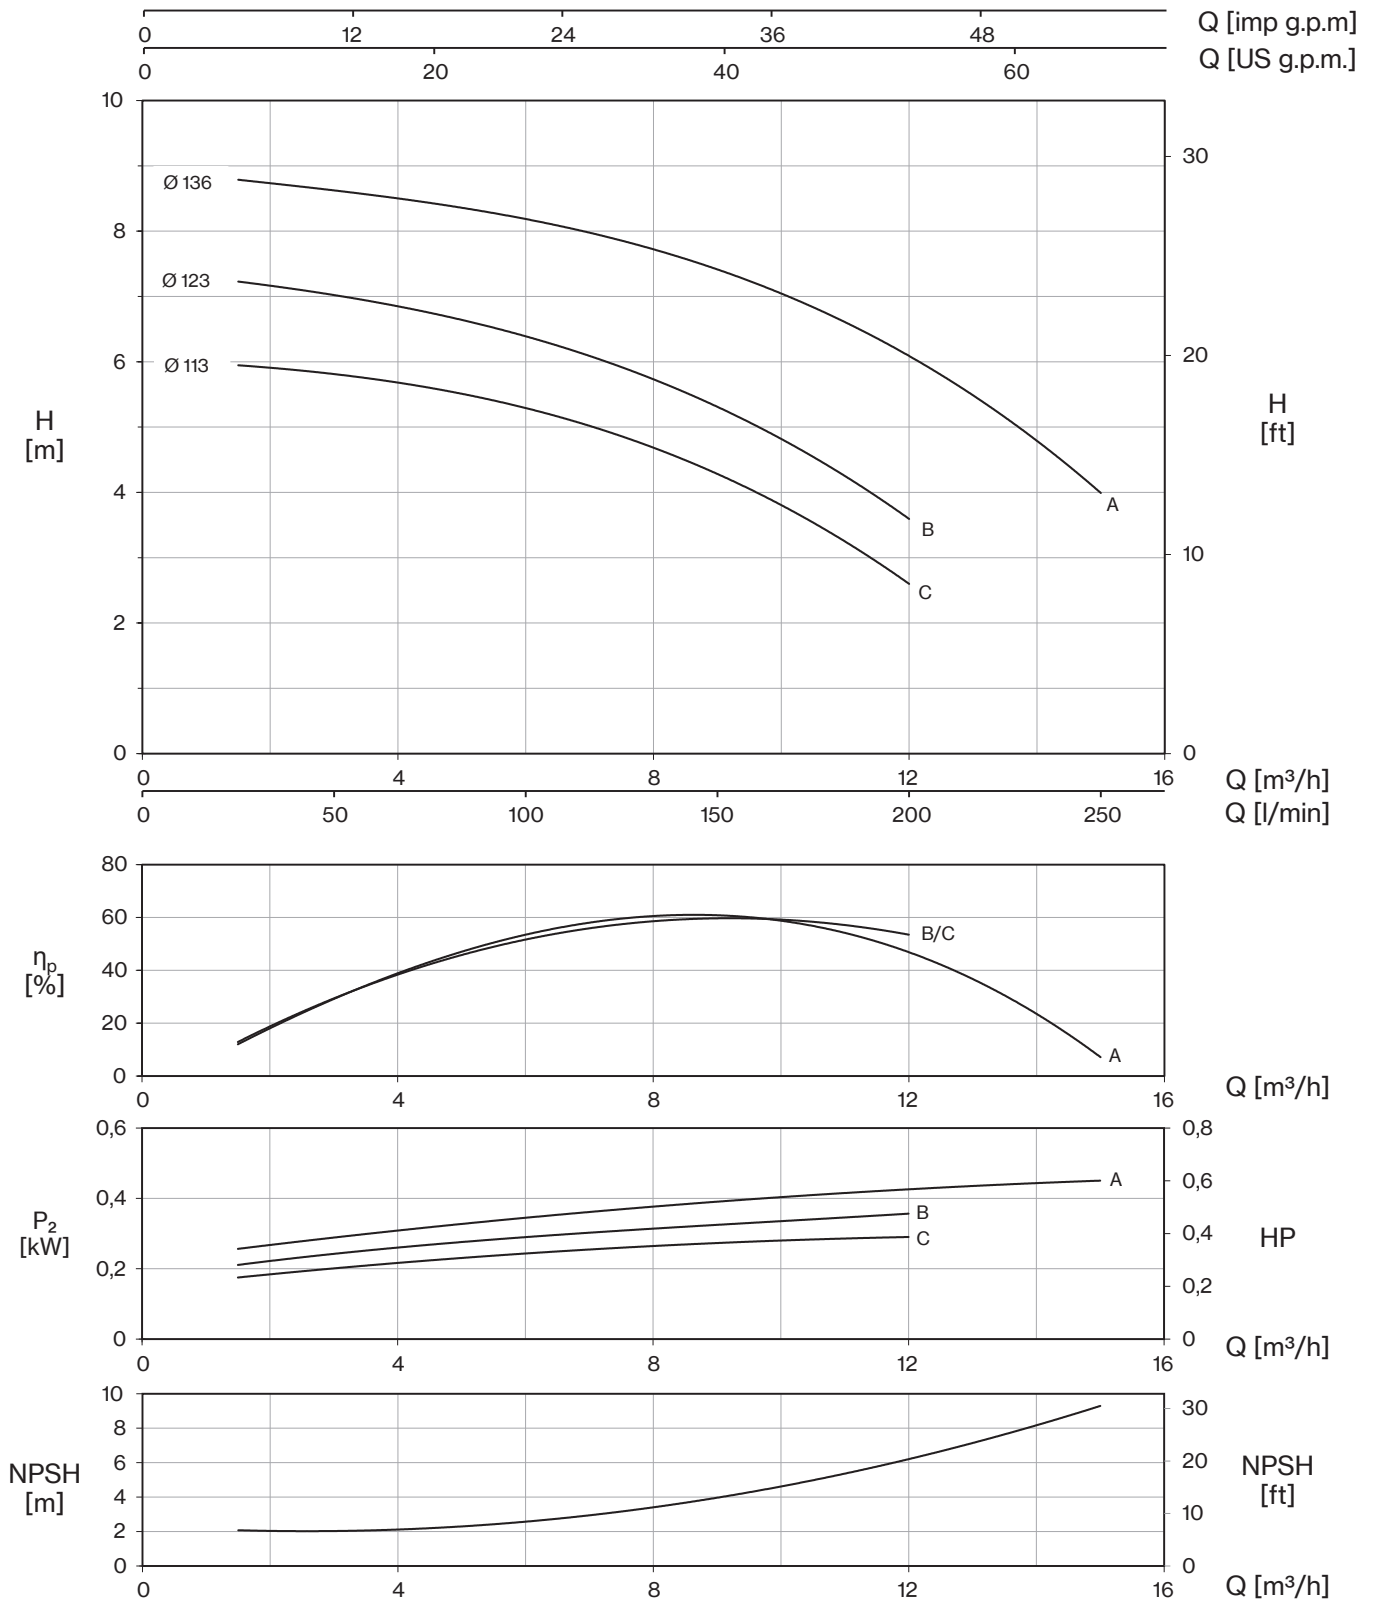 0 12 24 36 48 Q [imp g.p.m]
0 20 40 60 Q [US g.p.m.]
10
30
Ø 136
8
Ø 123
6 20
Ø 113
H
[m]
H
[ft]
4
A
B
10
C
2
0 0
0 4 8 12 16 Q [m³/h]
0 50 100 150 200 250 Q [l/min]
80
60
B/C
ηp
[%]
40
20
A
0
0 4 8 12 16 Q [m³/h]
0,6 0,8
A 0,6
0,4
B
P₂
[kW]
C
0,4
HP
0,2
0,2
0 0
0 4 8 12 16 Q [m³/h]
10
30
8
6
20
NPSH
[m]
NPSH
[ft]
4
10
2
0 0
0 4 8 12 16 Q [m³/h]